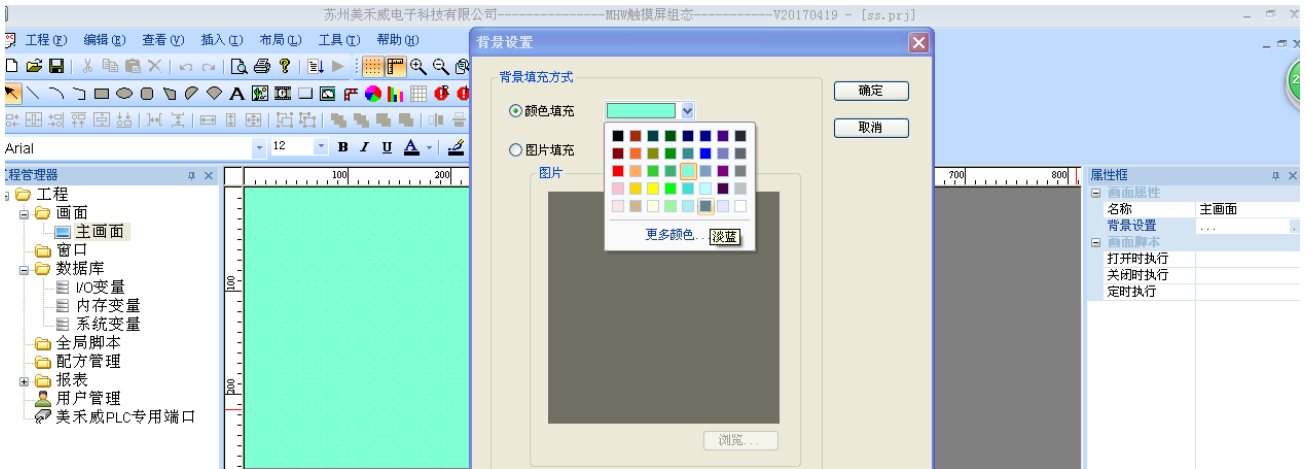 苏州美禾威电子科技有限公司---------------MHW触摸屏组态-----------V20170419 - [ss.prj]
工程(F) 编辑(E) 查看(V) 插入(I) 布局(L) 工具(T) 帮助(H)
Arial 12 B I U A
工程管理器
工程
画面
主画面
窗口
数据库
I/O变量
内存变量
系统变量
全局脚本
配方管理
报表
用户管理
美禾威PLC专用端口
100 200 700 800
100
200
背景设置
背景填充方式
颜色填充
图片填充
图片
更多颜色...
淡蓝
浏览...
确定
取消
属性框
画面属性
名称 主画面
背景设置 ...
画面脚本
打开时执行
关闭时执行
定时执行
2